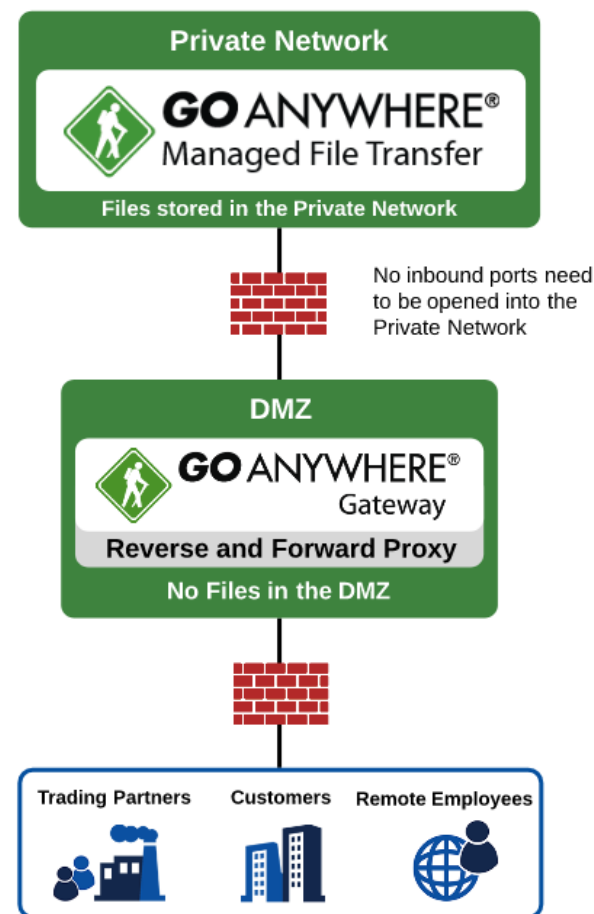 Private Network
GO ANYWHERE®
Managed File Transfer
Files stored in the Private Network
No inbound ports need
to be opened into the
Private Network
DMZ
GO ANYWHERE®
Gateway
Reverse and Forward Proxy
No Files in the DMZ
Trading Partners Customers Remote Employees